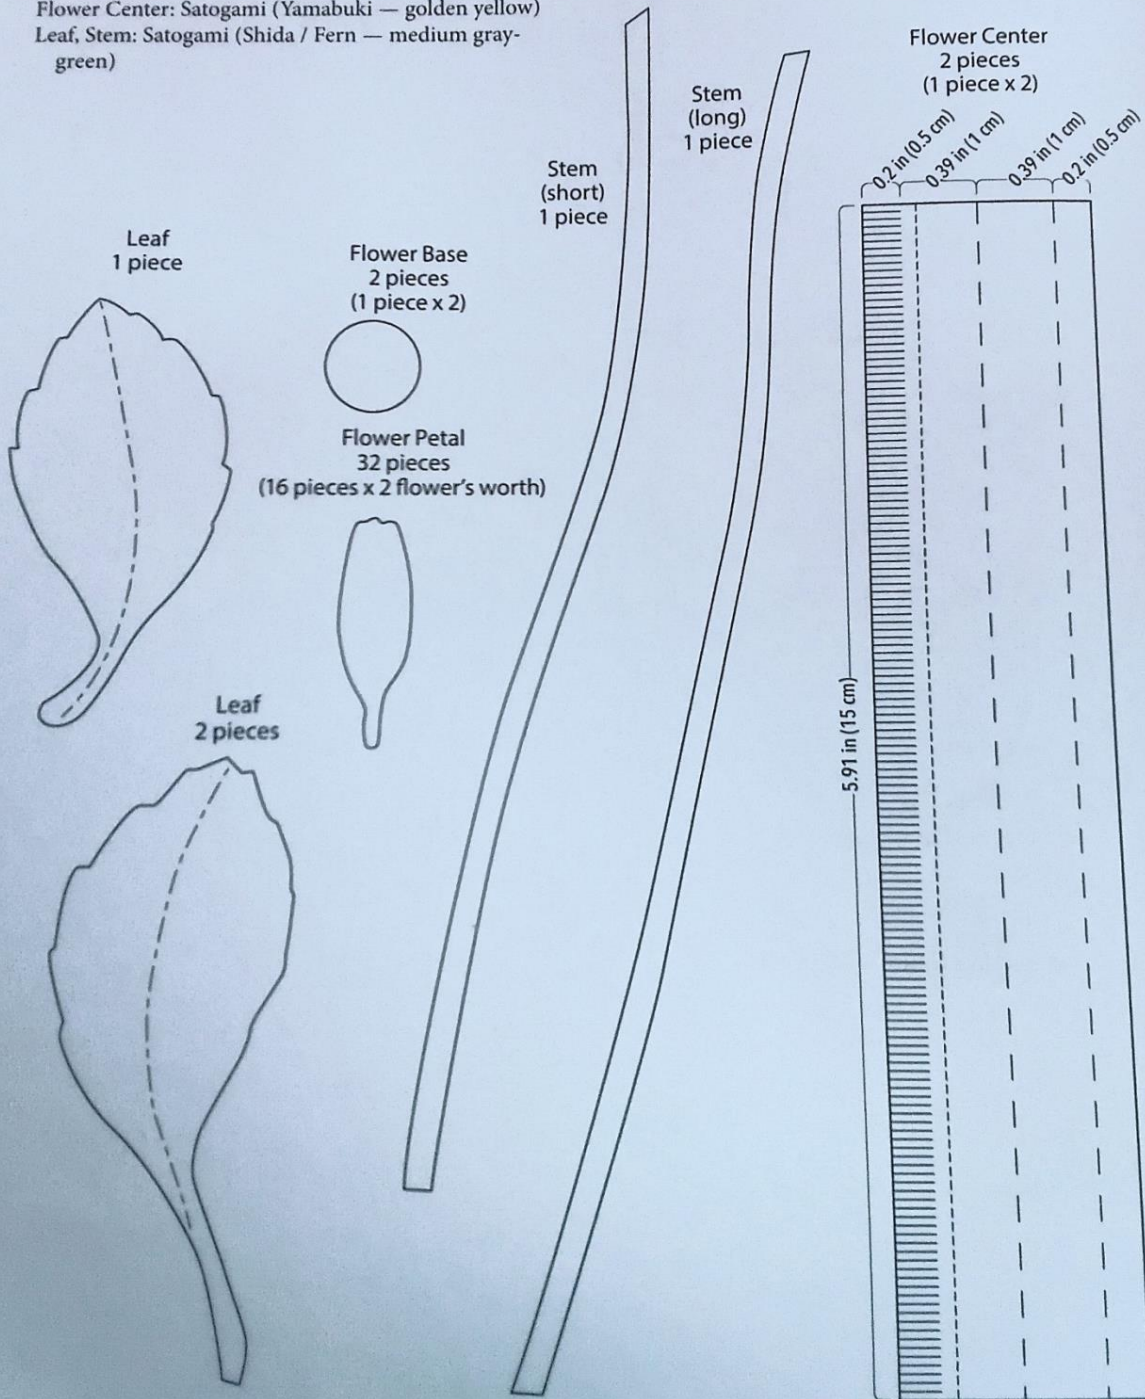 Flower Center: Satogami (Yamabuki — golden yellow)
Leaf, Stem: Satogami (Shida / Fern — medium gray-
green)
Stem
(short)
1 piece
Stem
(long)
1 piece
Flower Center
2 pieces
(1 piece x 2)
0.2 in (0.5 cm)
0.39 in (1 cm)
0.39 in (1 cm)
0.2 in (0.5 cm)
5.91 in (15 cm)
Leaf
1 piece
Flower Base
2 pieces
(1 piece x 2)
Flower Petal
32 pieces
(16 pieces x 2 flower's worth)
Leaf
2 pieces